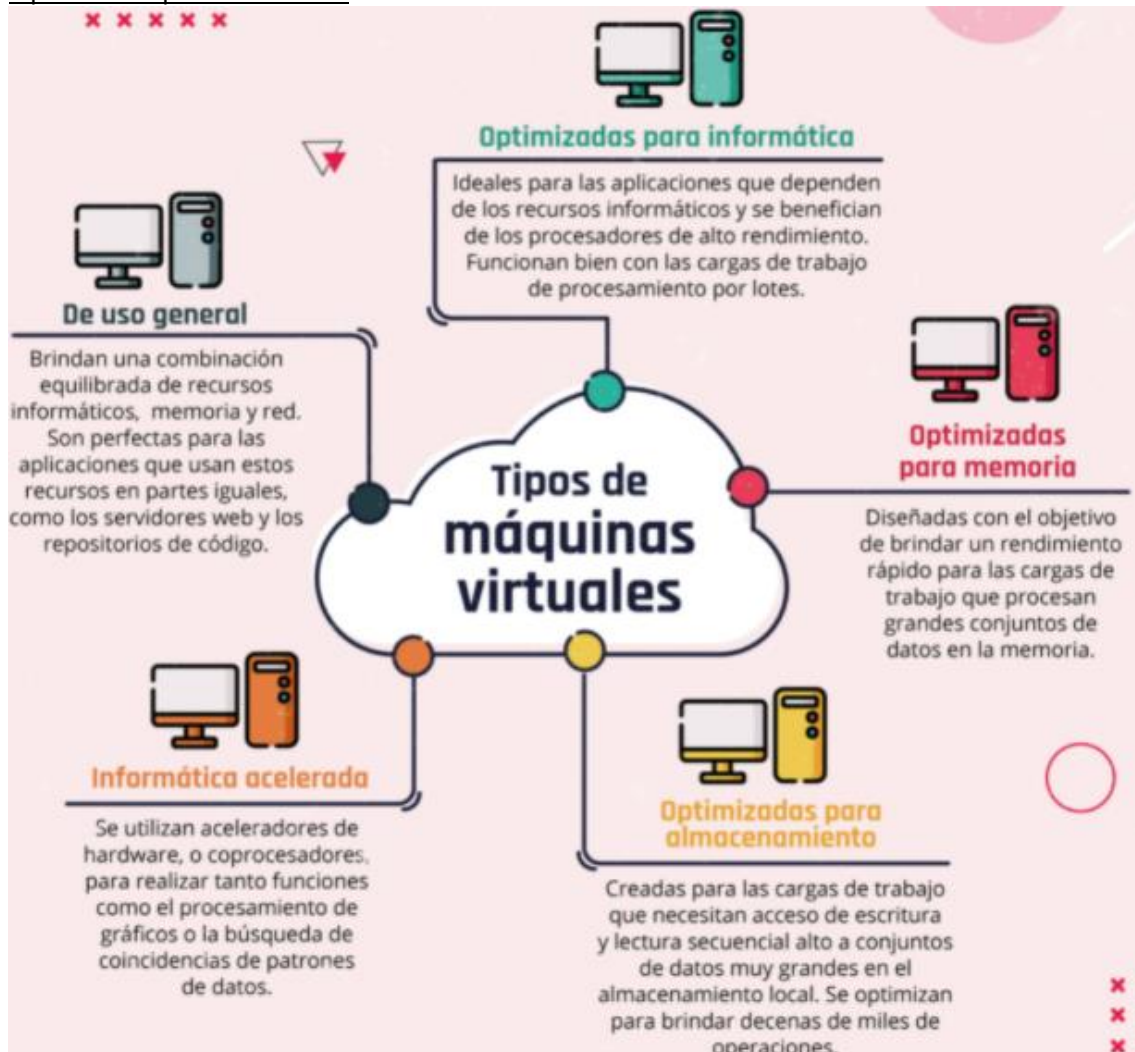 Optimizadas para informática
Ideales para las aplicaciones que dependen
de los recursos informáticos y se benefician
de los procesadores de alto rendimiento.
Funcionan bien con las cargas de trabajo
de procesamiento por lotes.
De uso general
Brindan una combinación
equilibrada de recursos
informáticos, memoria y red.
Son perfectas para las
aplicaciones que usan estos
recursos en partes iguales,
como los servidores web y los
repositorios de código.
Optimizadas
para memoria
Diseñadas con el objetivo
de brindar un rendimiento
rápido para las cargas de
trabajo que procesan
grandes conjuntos de
datos en la memoria.
Tipos de
máquinas
virtuales
Informática acelerada
Se utilizan aceleradores de
hardware, o coprocesadores,
para realizar tanto funciones
como el procesamiento de
gráficos o la búsqueda de
coincidencias de patrones
de datos.
Optimizadas para
almacenamiento
Creadas para las cargas de trabajo
que necesitan acceso de escritura
y lectura secuencial alto a conjuntos
de datos muy grandes en el
almacenamiento local. Se optimizan
para brindar decenas de miles de
operaciones.